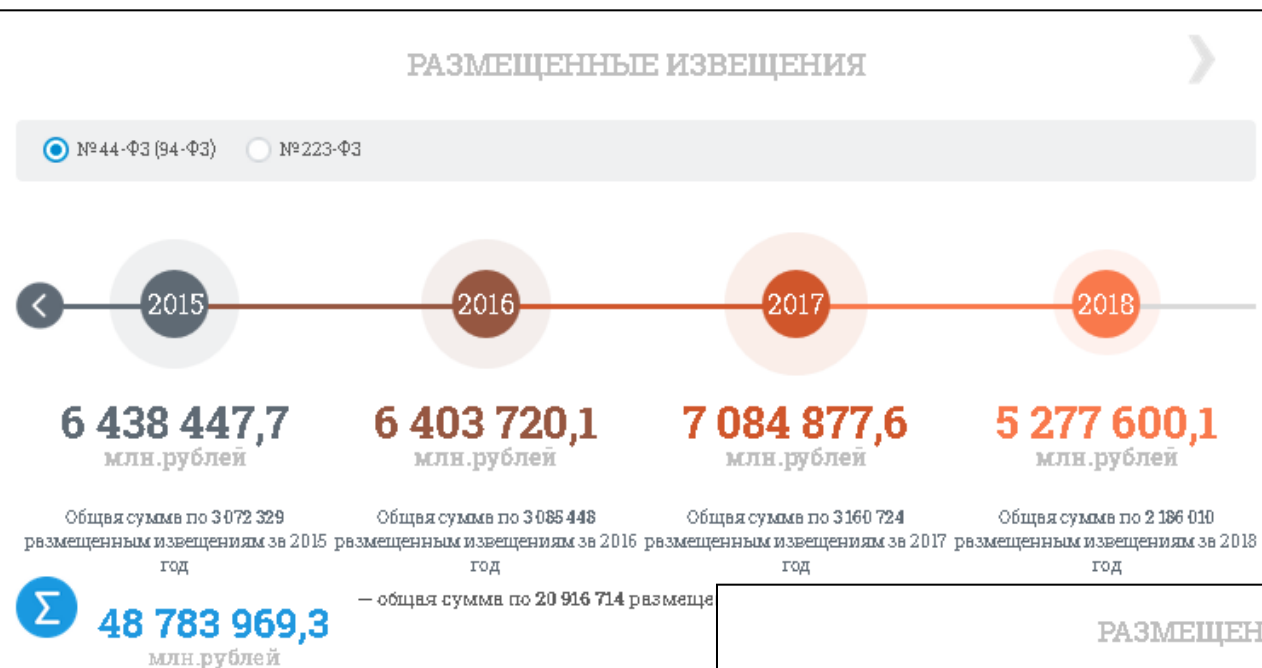 РАЗМЕЩЕННЫЕ ИЗВЕЩЕНИЯ
№44-ФЗ (94-ФЗ) №223-ФЗ
2015 2016 2017 2018
6 438 447,7 6 403 720,1 7 084 877,6 5 277 600,1
млн.рублей млн.рублей млн.рублей млн.рублей
Общая сумма по 3 072 329 Общая сумма по 3 085 448 Общая сумма по 3 160 724 Общая сумма по 2 186 010
размещенным извещениям за 2015 размещенным извещениям за 2016 размещенным извещениям за 2017 размещенным извещениям за 2018
год год год год
Σ 48 783 969,3 — общая сумма по 20 916 714 размеще
млн.рублей
РАЗМЕЩЕН